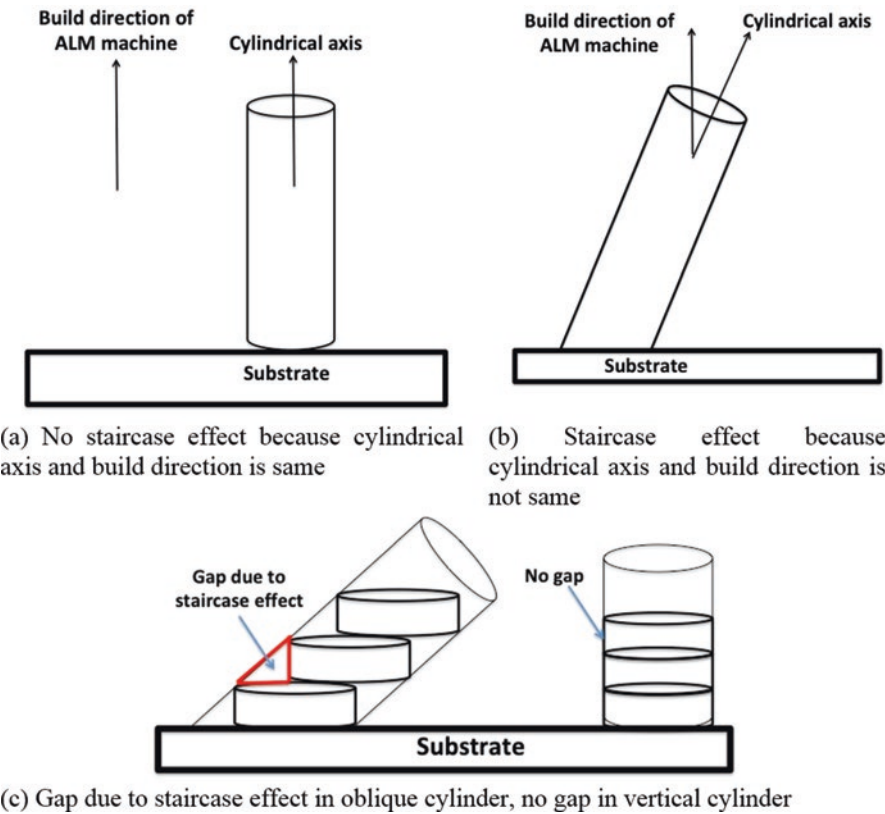 Build direction of
ALM machine
Cylindrical axis
Substrate
Build direction of
ALM machine
Cylindrical axis
Substrate
(a) No staircase effect because cylindrical
axis and build direction is same
(b) Staircase effect because
cylindrical axis and build direction is
not same
Gap due to
staircase effect
No gap
Substrate
(c) Gap due to staircase effect in oblique cylinder, no gap in vertical cylinder